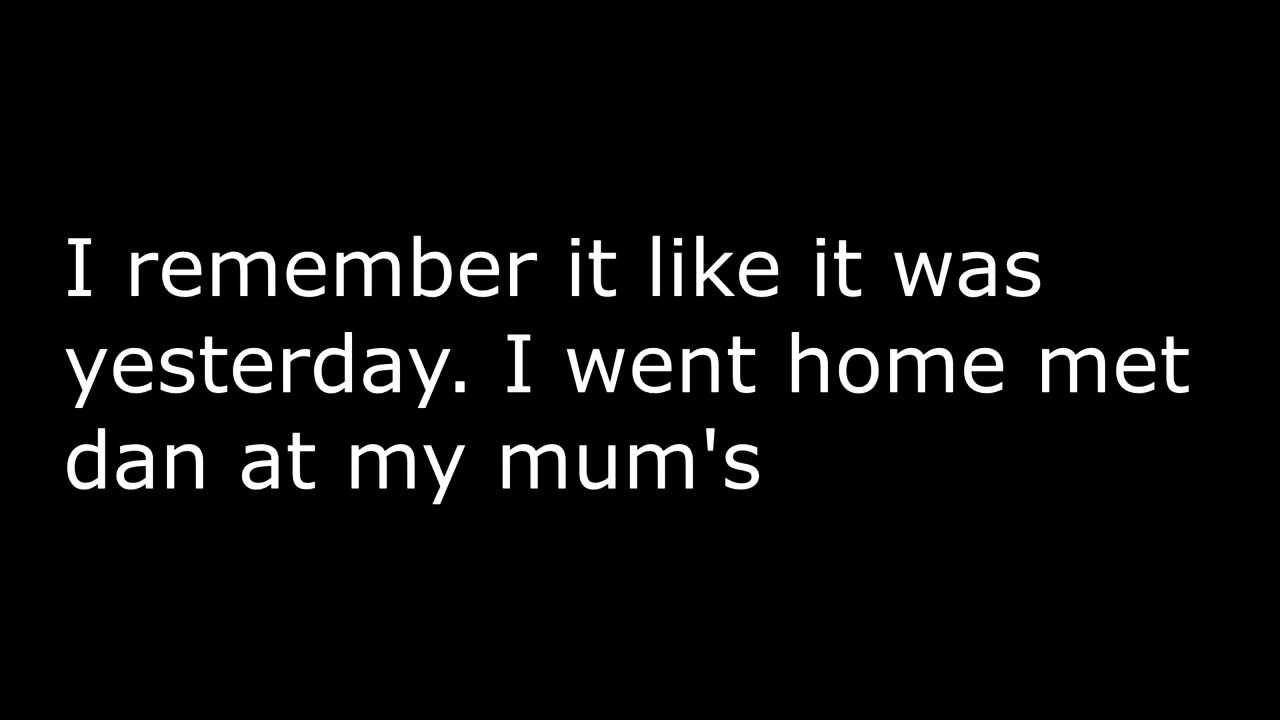 I remember it like it was
yesterday. I went home met
dan at my mum's